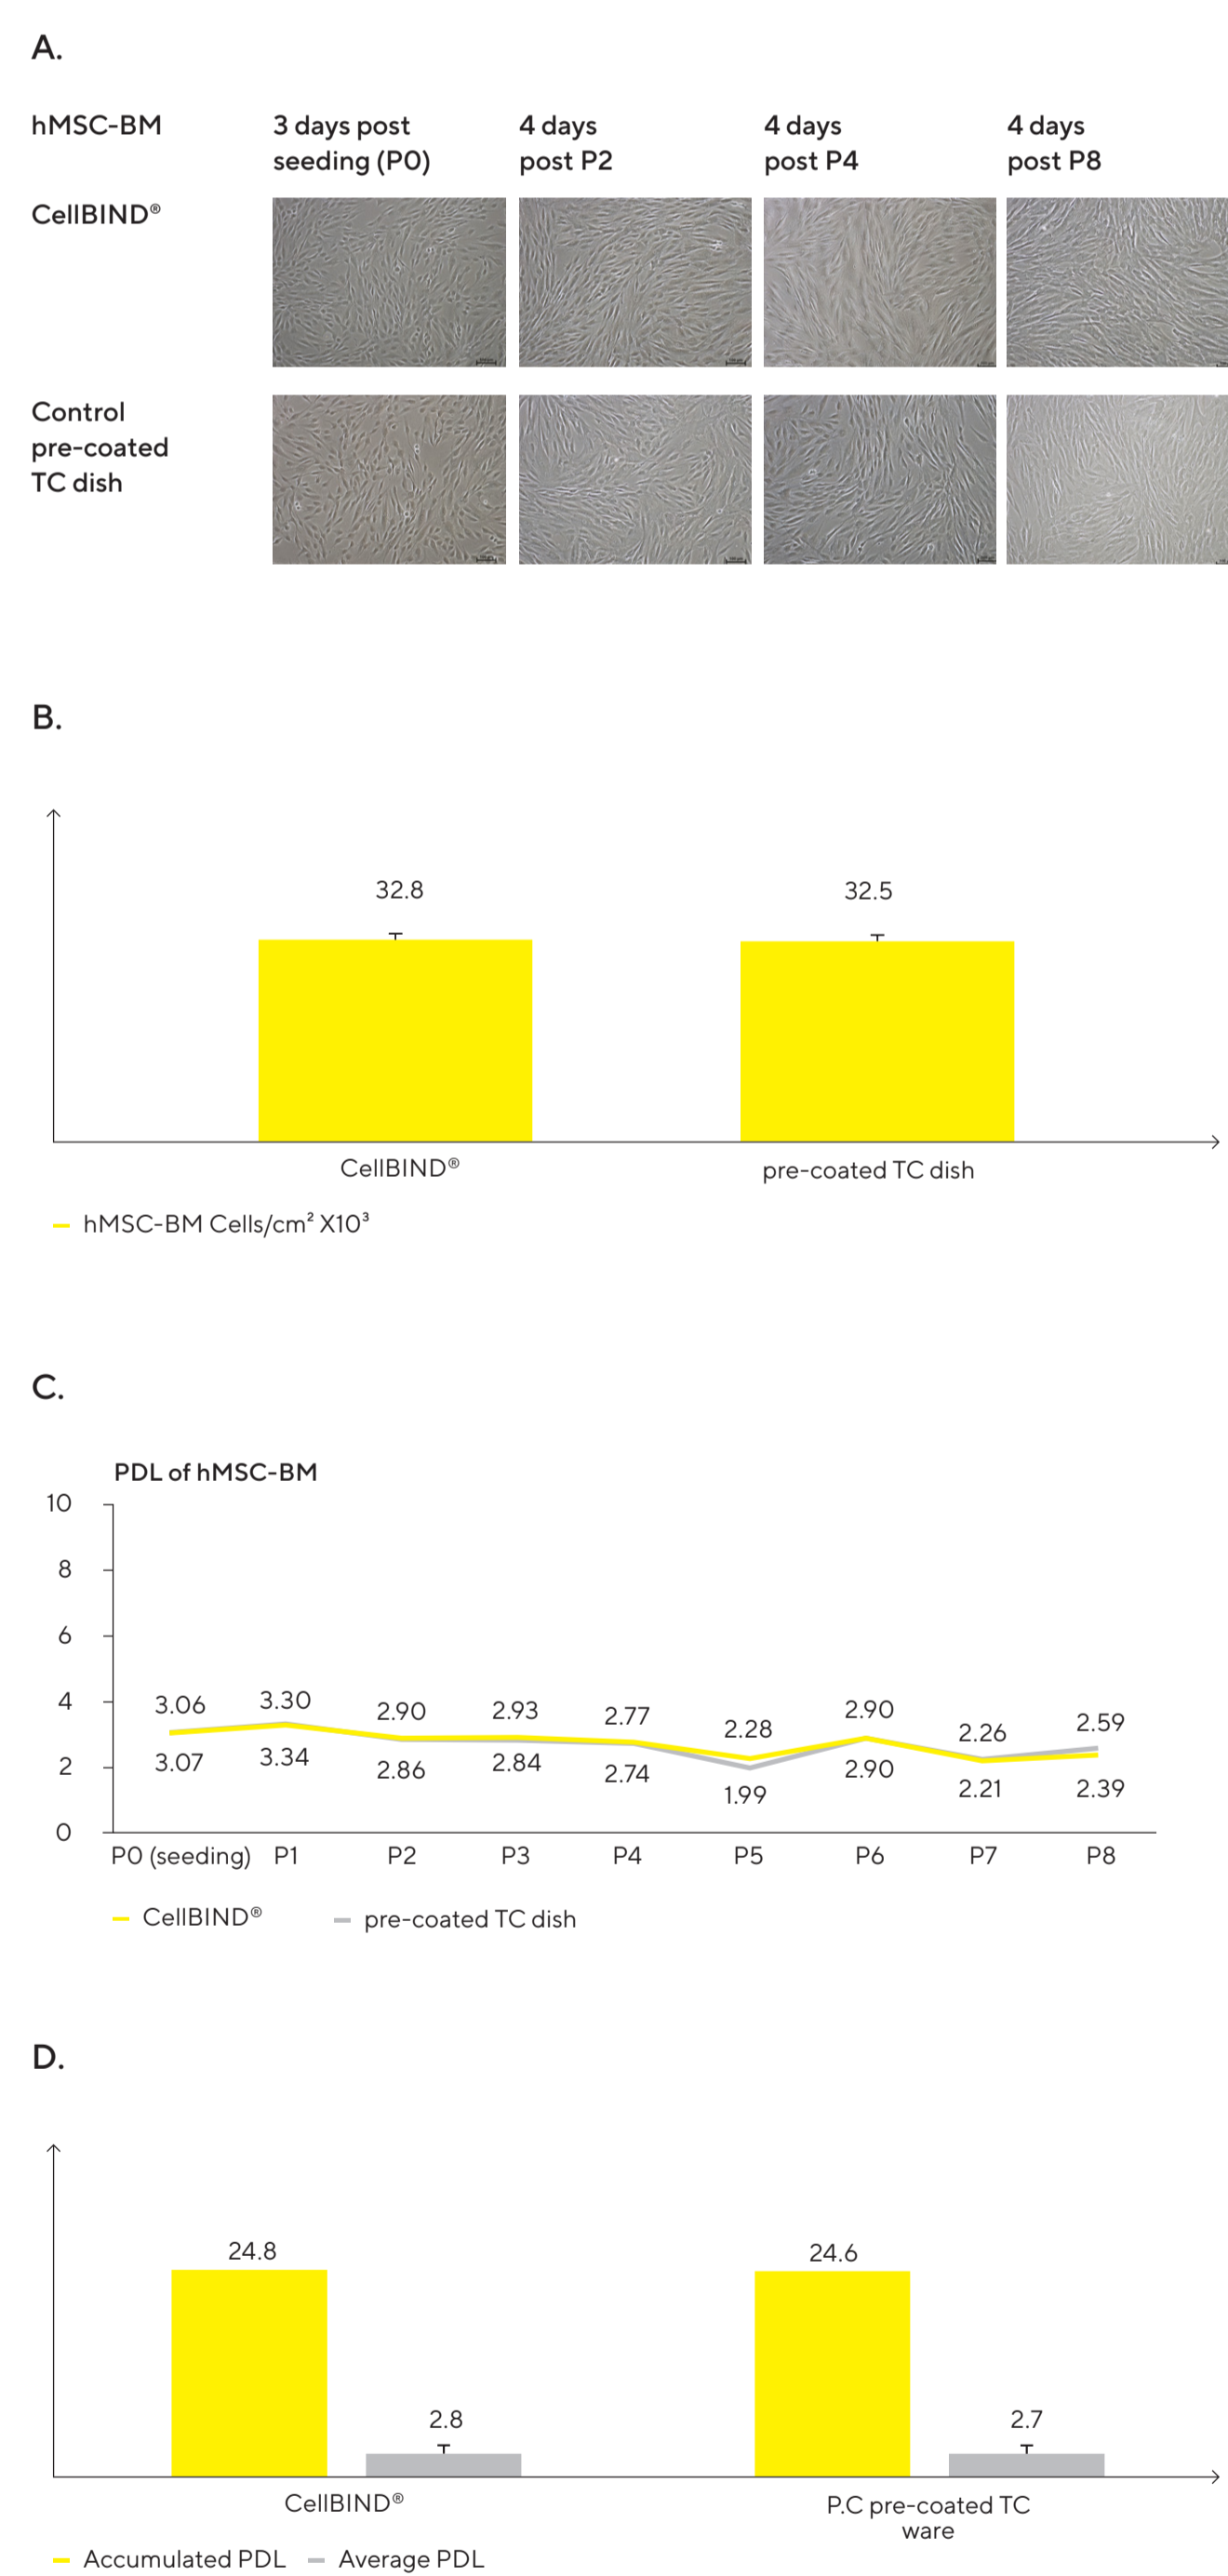 A.
hMSC-BM
3 days post
seeding (P0)
4 days
post P2
4 days
post P4
4 days
post P8
CellBIND®
Control
pre-coated
TC dish
B.
32.8
32.5
CellBIND®
pre-coated TC dish
hMSC-BM Cells/cm² X10³
C.
PDL of hMSC-BM
10
8
6
4
2
0
3.06
3.30
2.90
2.93
2.77
2.28
2.90
2.26
2.59
3.07
3.34
2.86
2.84
2.74
1.99
2.90
2.21
2.39
P0 (seeding)
P1
P2
P3
P4
P5
P6
P7
P8
CellBIND®
pre-coated TC dish
D.
24.8
2.8
24.6
2.7
CellBIND®
P.C pre-coated TC
ware
Accumulated PDL
Average PDL